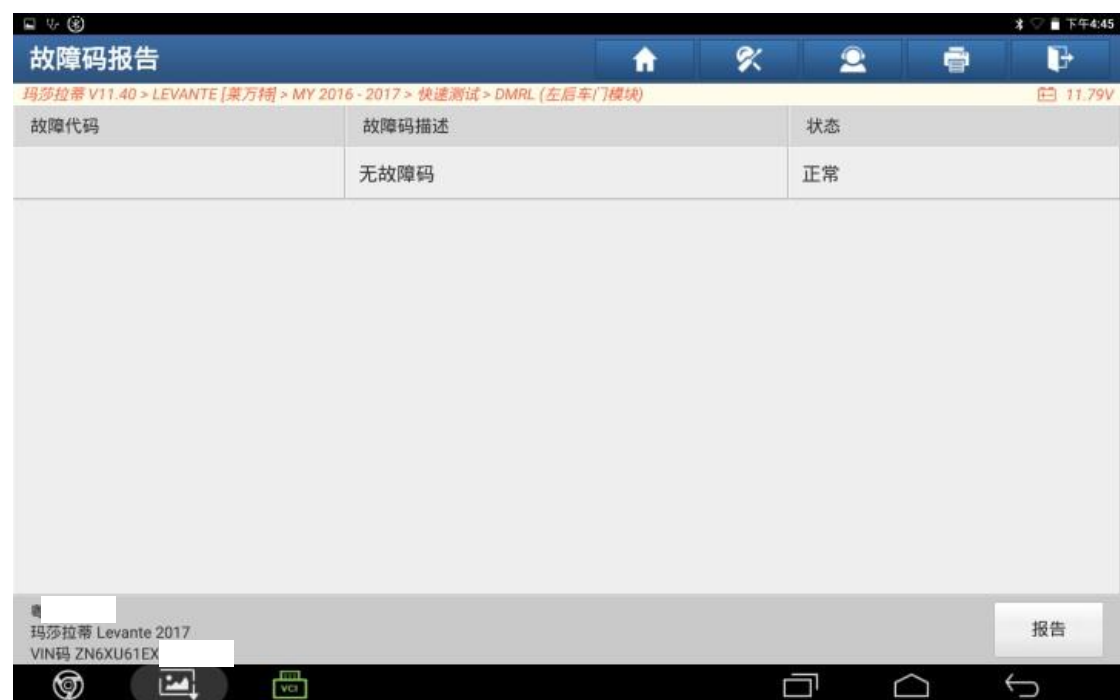 下午4:45
故障码报告
玛莎拉蒂 V11.40 > LEVANTE [莱万特] > MY 2016 - 2017 > 快速测试 > DMRL (左后车门模块)
11.79V
故障代码 故障码描述 状态
无故障码 正常
玛莎拉蒂 Levante 2017
VIN码 ZN6XU61EX
报告
VCI